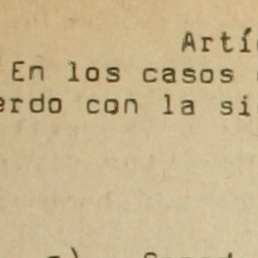 Artí
En los casos
erdo con la si